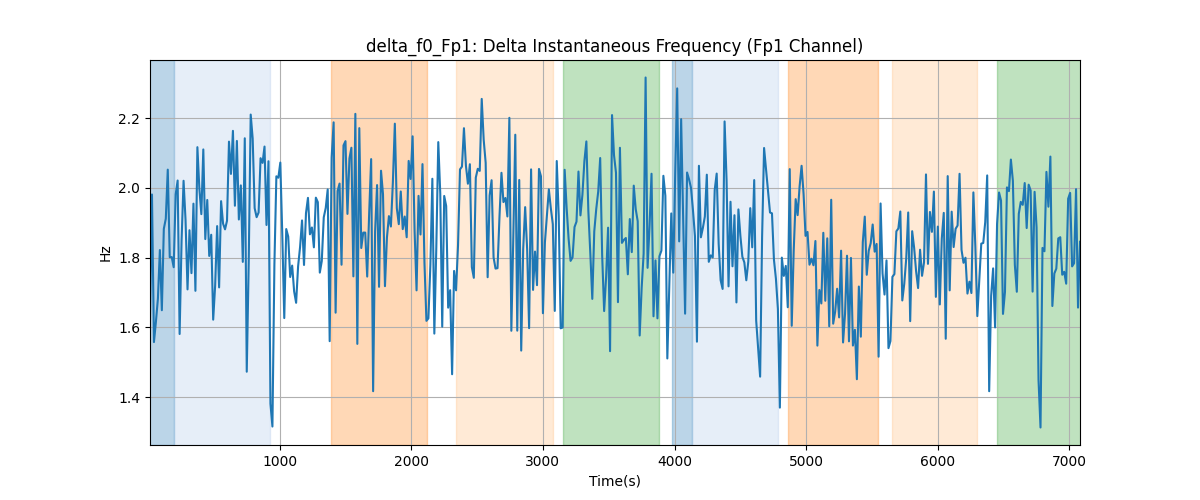 delta_f0_Fp1: Delta Instantaneous Frequency (Fp1 Channel)
Hz
2.2
2.0
1.8
1.6
1.4
1000 2000 3000 4000 5000 6000 7000
Time(s)